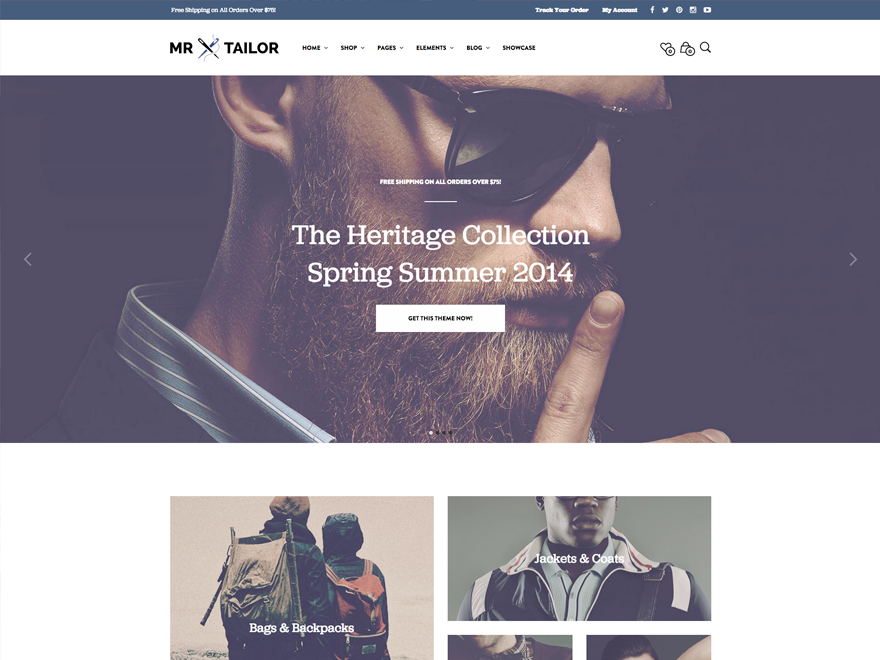 Free Shipping on All Orders Over $75!
Track Your Order
My Account
MR TAILOR
HOME
SHOP
PAGES
ELEMENTS
BLOG
SHOWCASE
0
0
FREE SHIPPING ON ALL ORDERS OVER $75!
The Heritage Collection
Spring Summer 2014
GET THIS THEME NOW!
Jackets & Coats
Bags & Backpacks